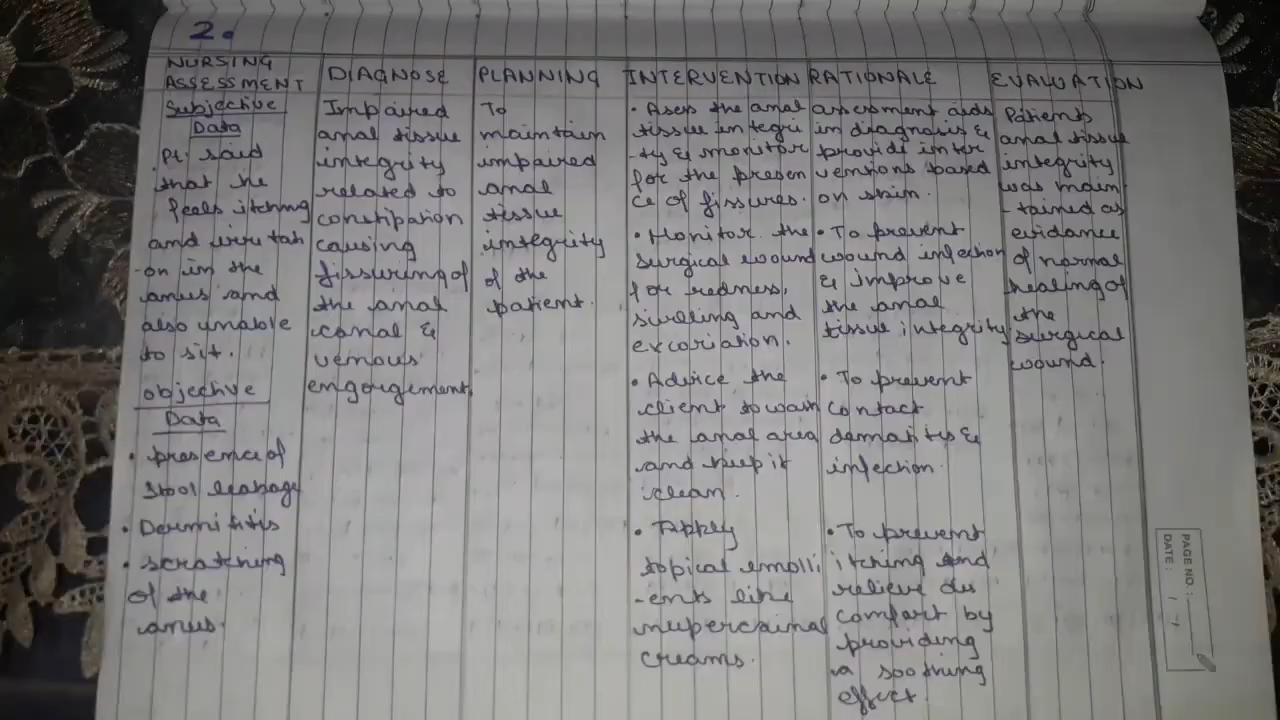 2.
NURSING
ASSESSMENT
Subjective
Data
Pt. said
that he
feels itching
and irritati
-on in the
anus and
also unable
to sit.
objective
Data
• presence of
stool leakage
• Dermititis
• scratching
of the
anus.
DIAGNOSE
Impaired
anal tissue
integrity
related to
constipation
causing
fissuring of
the anal
canal &
venous
engorgement.
PLANNING
To
maintain
impaired
anal
tissue
integrity
of the
patient.
INTERVENTION
• Asess the anal
tissue integri
-ty & monitor
for the presen
ce of fissures.
• Monitor the
surgical wound
for redness,
swelling and
excoriation.
• Advice the
client to wash
the anal area
and keep it
clean.
• Apply
topical emolli
-ents like
nupercainal
creams.
RATIONALE
assessment aids
in diagnosis &
provide inter
ventions based
on skin.
• To prevent
wound infection
& improve
the anal
tissue integrity
• To prevent
contact
dematitis &
infection.
• To prevent
itching and
relieve dis
comfort by
providing
a soothing
effect.
EVALUATION
Patients
anal tissue
integrity
was main
-tained as
evidance
of normal
healing of
the
surgical
wound.
PAGE NO.:
DATE: / /